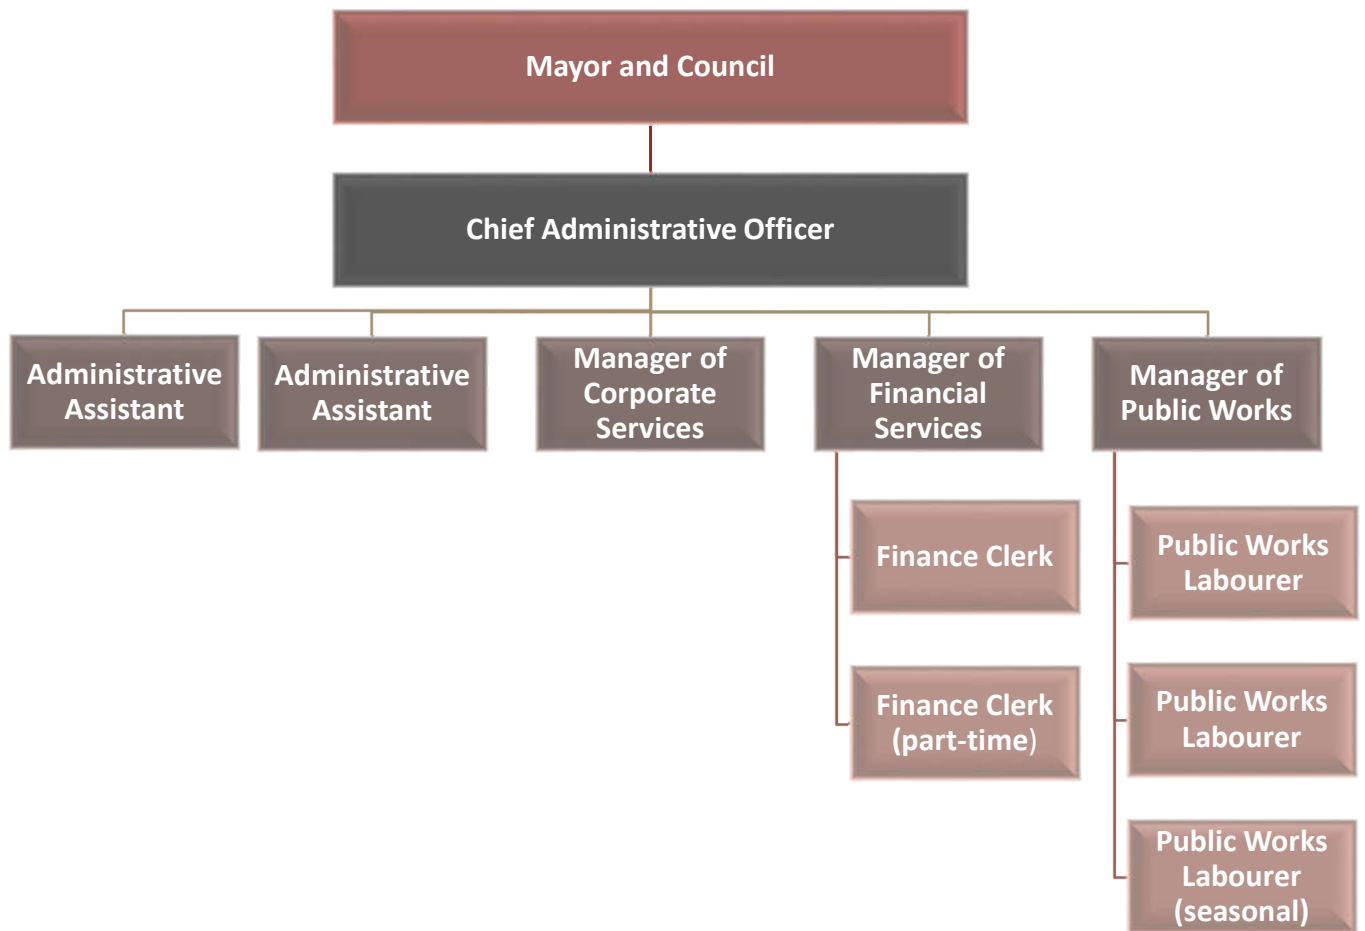 Mayor and Council
Chief Administrative Officer
Administrative
Assistant
Administrative
Assistant
Manager of
Corporate
Services
Manager of
Financial
Services
Manager of
Public Works
Finance Clerk
Finance Clerk
(part-time)
Public Works
Labourer
Public Works
Labourer
Public Works
Labourer
(seasonal)